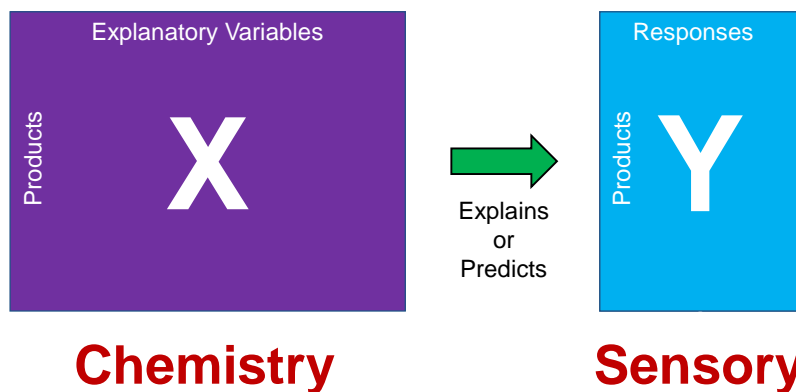 Explanatory Variables
Products
X
Explains
or
Predicts
Responses
Products
Y
Chemistry
Sensory